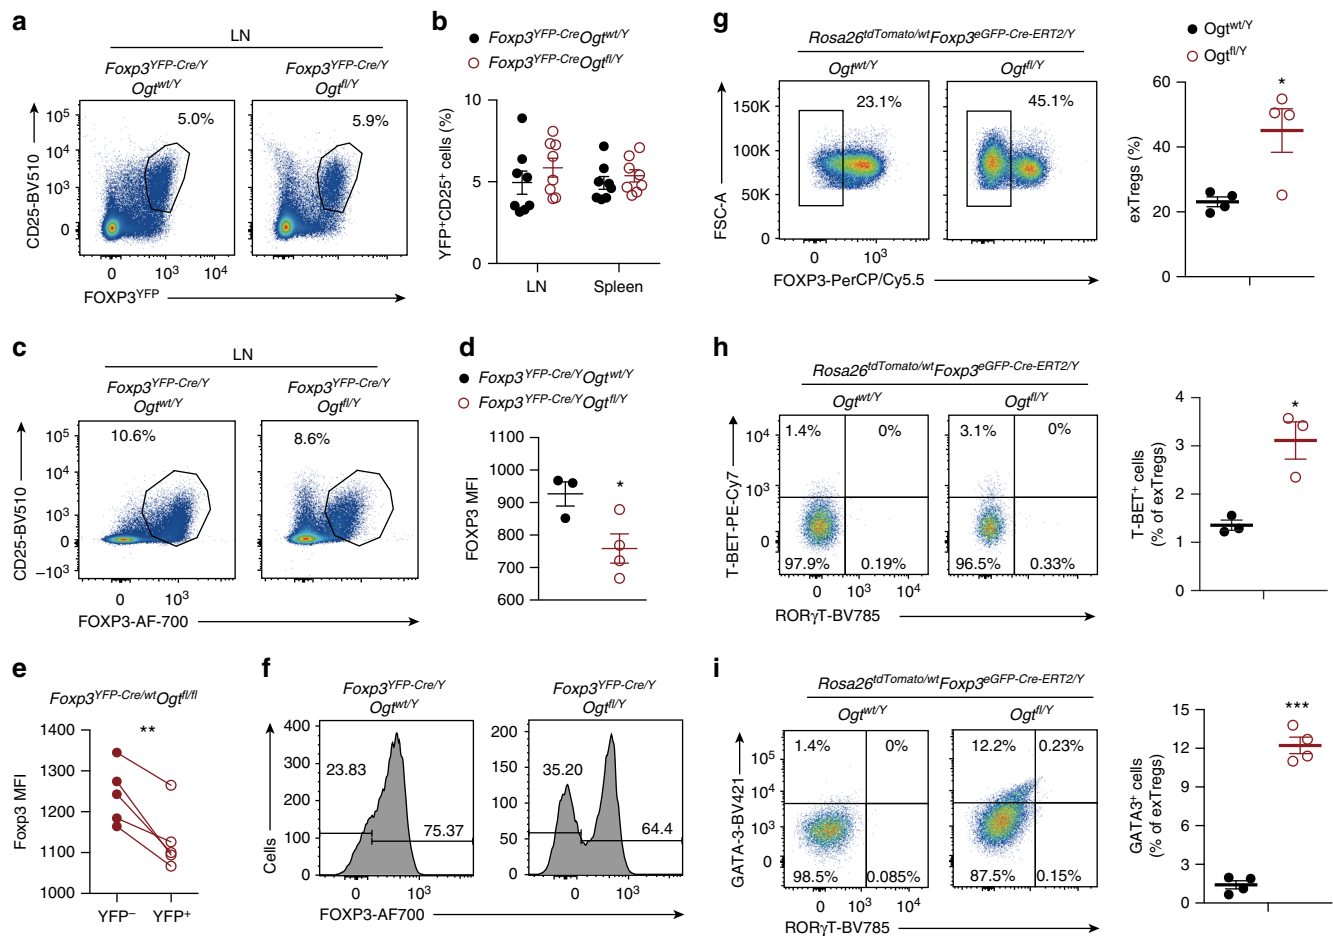 a
LN
Foxp3YFP-Cre/Y
Ogtwt/Y
Foxp3YFP-Cre/Y
Ogtfl/Y
5.0%
5.9%
CD25-BV510
10⁵
10⁴
10³
0
0
10³
10⁴
FOXP3YFP
b
Foxp3YFP-CreOgtwt/Y
Foxp3YFP-CreOgtfl/Y
YFP⁺CD25⁺ cells (%)
10
5
0
LN
Spleen
c
LN
Foxp3YFP-Cre/Y
Ogtwt/Y
Foxp3YFP-Cre/Y
Ogtfl/Y
10.6%
8.6%
CD25-BV510
10⁵
10⁴
10³
0
–10³
0
10³
FOXP3-AF-700
d
Foxp3YFP-Cre/YOgtwt/Y
Foxp3YFP-Cre/YOgtfl/Y
FOXP3 MFI
1100
1000
900
800
700
600
*
e
Foxp3YFP-Cre/wtOgtfl/fl
**
Foxp3 MFI
1400
1300
1200
1100
1000
YFP⁻
YFP⁺
f
Foxp3YFP-Cre/Y
Ogtwt/Y
Foxp3YFP-Cre/Y
Ogtfl/Y
Cells
400
300
200
100
0
23.83
75.37
0
10³
200
150
100
50
0
35.20
64.4
0
10³
FOXP3-AF700
g
Rosa26tdTomato/wtFoxp3eGFP-Cre-ERT2/Y
Ogtwt/Y
Ogtfl/Y
23.1%
45.1%
FSC-A
150K
100K
50K
0
0
10³
FOXP3-PerCP/Cy5.5
Ogtwt/Y
Ogtfl/Y
exTregs (%)
60
40
20
0
*
h
Rosa26tdTomato/wtFoxp3eGFP-Cre-ERT2/Y
Ogtwt/Y
Ogtfl/Y
T-BET-PE-Cy7
10⁴
10³
0
1.4%
0%
97.9%
0.19%
3.1%
0%
96.5%
0.33%
0
10³
10⁴
0
10³
10⁴
RORγT-BV785
T-BET⁺ cells
(% of exTregs)
4
3
2
1
0
*
i
Rosa26tdTomato/wtFoxp3eGFP-Cre-ERT2/Y
Ogtwt/Y
Ogtfl/Y
GATA-3-BV421
10⁵
10⁴
10³
0
1.4%
0%
98.5%
0.085%
12.2%
0.23%
87.5%
0.15%
0
10³
10⁴
0
10³
10⁴
RORγT-BV785
GATA3⁺ cells
(% of exTregs)
15
12
9
6
3
0
***